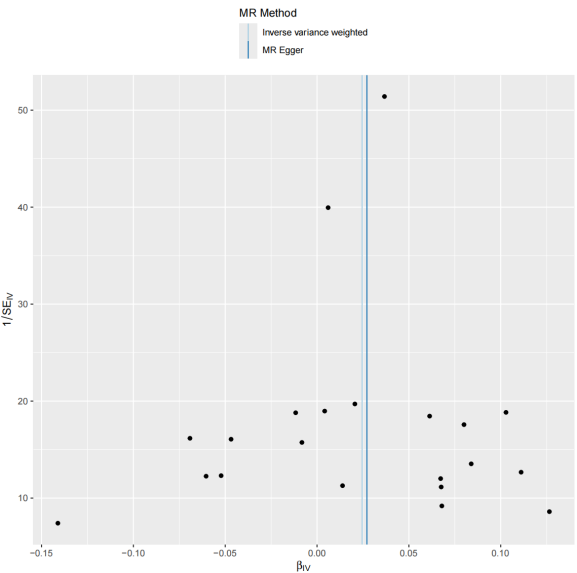 MR Method
Inverse variance weighted
MR Egger
50
40
30
20
10
1/SE_IV
−0.15 −0.10 −0.05 0.00 0.05 0.10
β_IV